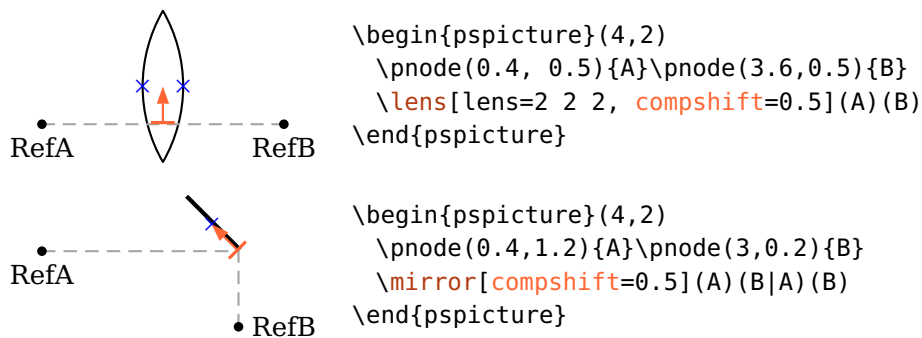 RefA
RefB
\begin{pspicture}(4,2)
  \pnode(0.4, 0.5){A}\pnode(3.6,0.5){B}
  \lens[lens=2 2 2, compshift=0.5](A)(B)
\end{pspicture}
RefA
RefB
\begin{pspicture}(4,2)
  \pnode(0.4,1.2){A}\pnode(3,0.2){B}
  \mirror[compshift=0.5](A)(B|A)(B)
\end{pspicture}